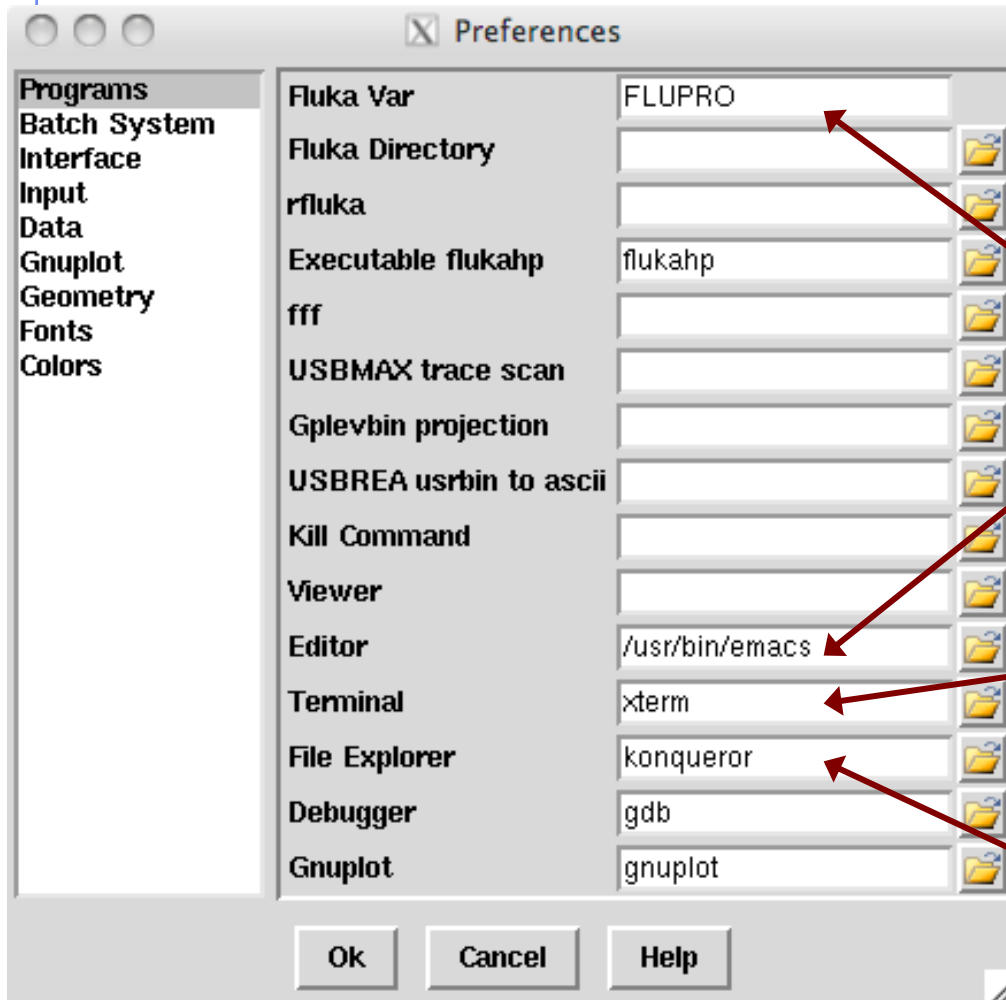 Preferences
Programs
Batch System
Interface
Input
Data
Gnuplot
Geometry
Fonts
Colors
Fluka Var FLUPRO
Fluka Directory
rfluka
Executable flukahp flukahp
fff
USBMAX trace scan
Gplevbin projection
USBREA usrbin to ascii
Kill Command
Viewer
Editor /usr/bin/emacs
Terminal xterm
File Explorer konqueror
Debugger gdb
Gnuplot gnuplot
Ok Cancel Help